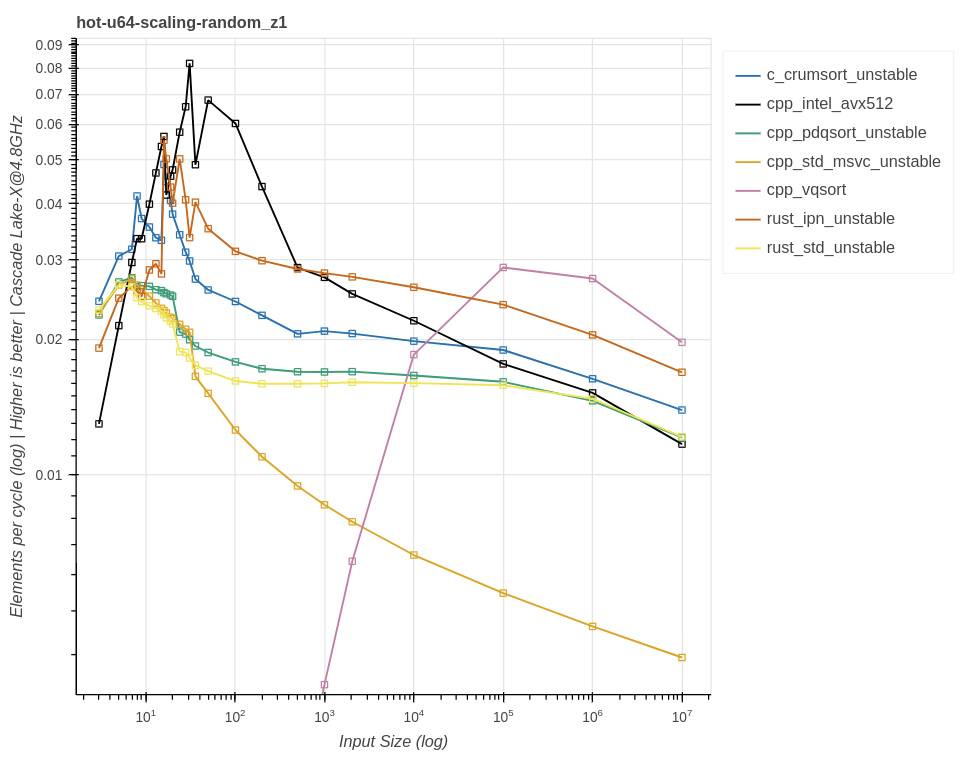 hot-u64-scaling-random_z1
0.09
0.08
0.07
0.06
0.05
0.04
0.03
0.02
0.01
Elements per cycle (log) | Higher is better | Cascade Lake-X@4.8GHz
10¹
10²
10³
10⁴
10⁵
10⁶
10⁷
Input Size (log)
c_crumsort_unstable
cpp_intel_avx512
cpp_pdqsort_unstable
cpp_std_msvc_unstable
cpp_vqsort
rust_ipn_unstable
rust_std_unstable